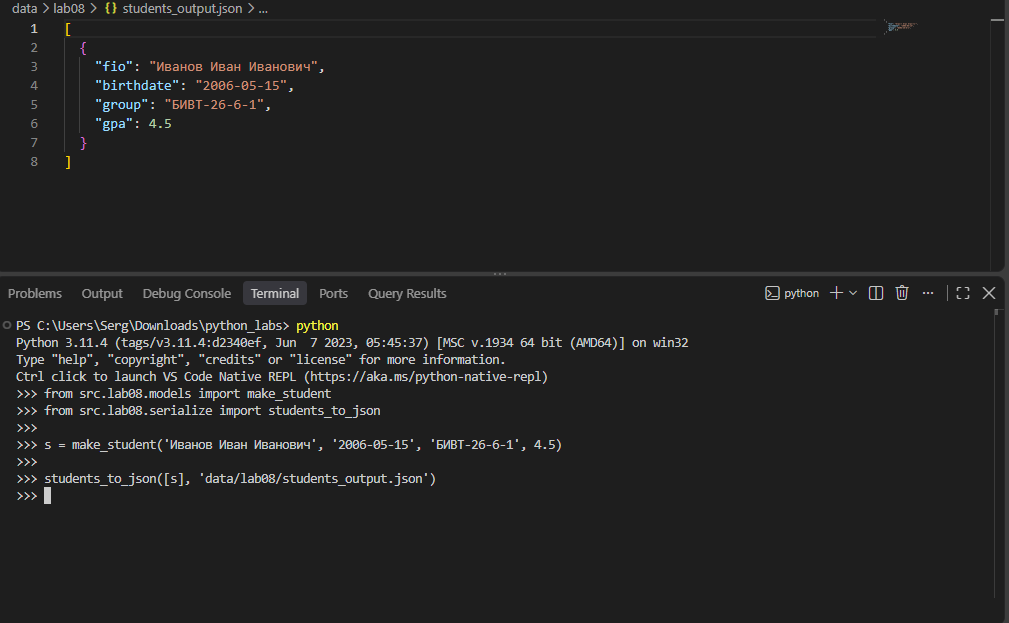 data > lab08 > {} students_output.json > ...
1 [
2 {
3 "fio": "Иванов Иван Иванович",
4 "birthdate": "2006-05-15",
5 "group": "БИВТ-26-6-1",
6 "gpa": 4.5
7 }
8 ]
Problems Output Debug Console Terminal Ports Query Results python
PS C:\Users\Serg\Downloads\python_labs> python
Python 3.11.4 (tags/v3.11.4:d2340ef, Jun  7 2023, 05:45:37) [MSC v.1934 64 bit (AMD64)] on win32
Type "help", "copyright", "credits" or "license" for more information.
Ctrl click to launch VS Code Native REPL (https://aka.ms/python-native-repl)
>>> from src.lab08.models import make_student
>>> from src.lab08.serialize import students_to_json
>>>
>>> s = make_student('Иванов Иван Иванович', '2006-05-15', 'БИВТ-26-6-1', 4.5)
>>>
>>> students_to_json([s], 'data/lab08/students_output.json')
>>>